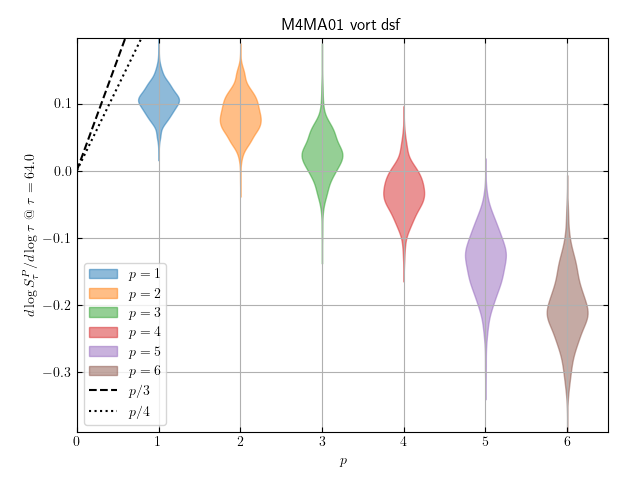 M4MA01 vort dsf
0.1
0.0
−0.1
−0.2
−0.3
d log S_τ^P / d log τ @ τ = 64.0
p = 1
p = 2
p = 3
p = 4
p = 5
p = 6
p/3
p/4
0 1 2 3 4 5 6
p